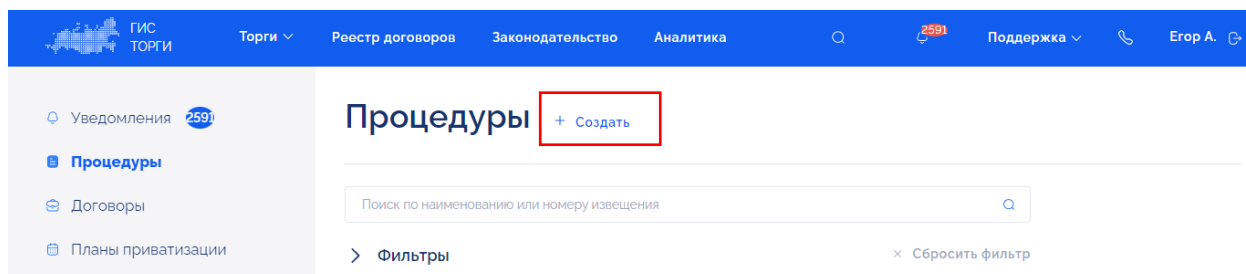 ГИС
ТОРГИ
Торги
Реестр договоров
Законодательство
Аналитика
2591
Поддержка
Егор А.
Уведомления 2591
Процедуры
Договоры
Планы приватизации
Процедуры + Создать
Поиск по наименованию или номеру извещения
Фильтры
× Сбросить фильтр